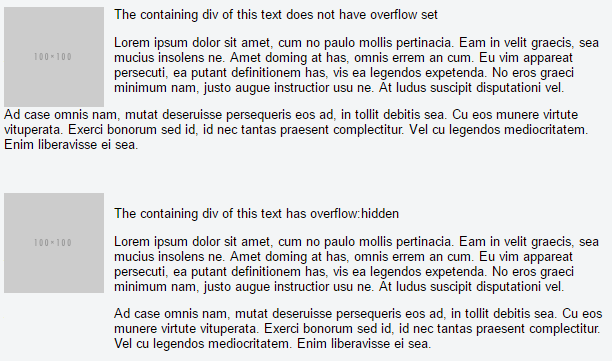 100×100
The containing div of this text does not have overflow set
Lorem ipsum dolor sit amet, cum no paulo mollis pertinacia. Eam in velit graecis, sea
mucius insolens ne. Amet doming at has, omnis errem an cum. Eu vim appareat
persecuti, ea putant definitionem has, vis ea legendos expetenda. No eros graeci
minimum nam, justo augue instructior usu ne. At ludus suscipit disputationi vel.
Ad case omnis nam, mutat deseruisse persequeris eos ad, in tollit debitis sea. Cu eos munere virtute
vituperata. Exerci bonorum sed id, id nec tantas praesent complectitur. Vel cu legendos mediocritatem.
Enim liberavisse ei sea.
100×100
The containing div of this text has overflow:hidden
Lorem ipsum dolor sit amet, cum no paulo mollis pertinacia. Eam in velit graecis, sea
mucius insolens ne. Amet doming at has, omnis errem an cum. Eu vim appareat
persecuti, ea putant definitionem has, vis ea legendos expetenda. No eros graeci
minimum nam, justo augue instructior usu ne. At ludus suscipit disputationi vel.
Ad case omnis nam, mutat deseruisse persequeris eos ad, in tollit debitis sea. Cu eos
munere virtute vituperata. Exerci bonorum sed id, id nec tantas praesent complectitur.
Vel cu legendos mediocritatem. Enim liberavisse ei sea.